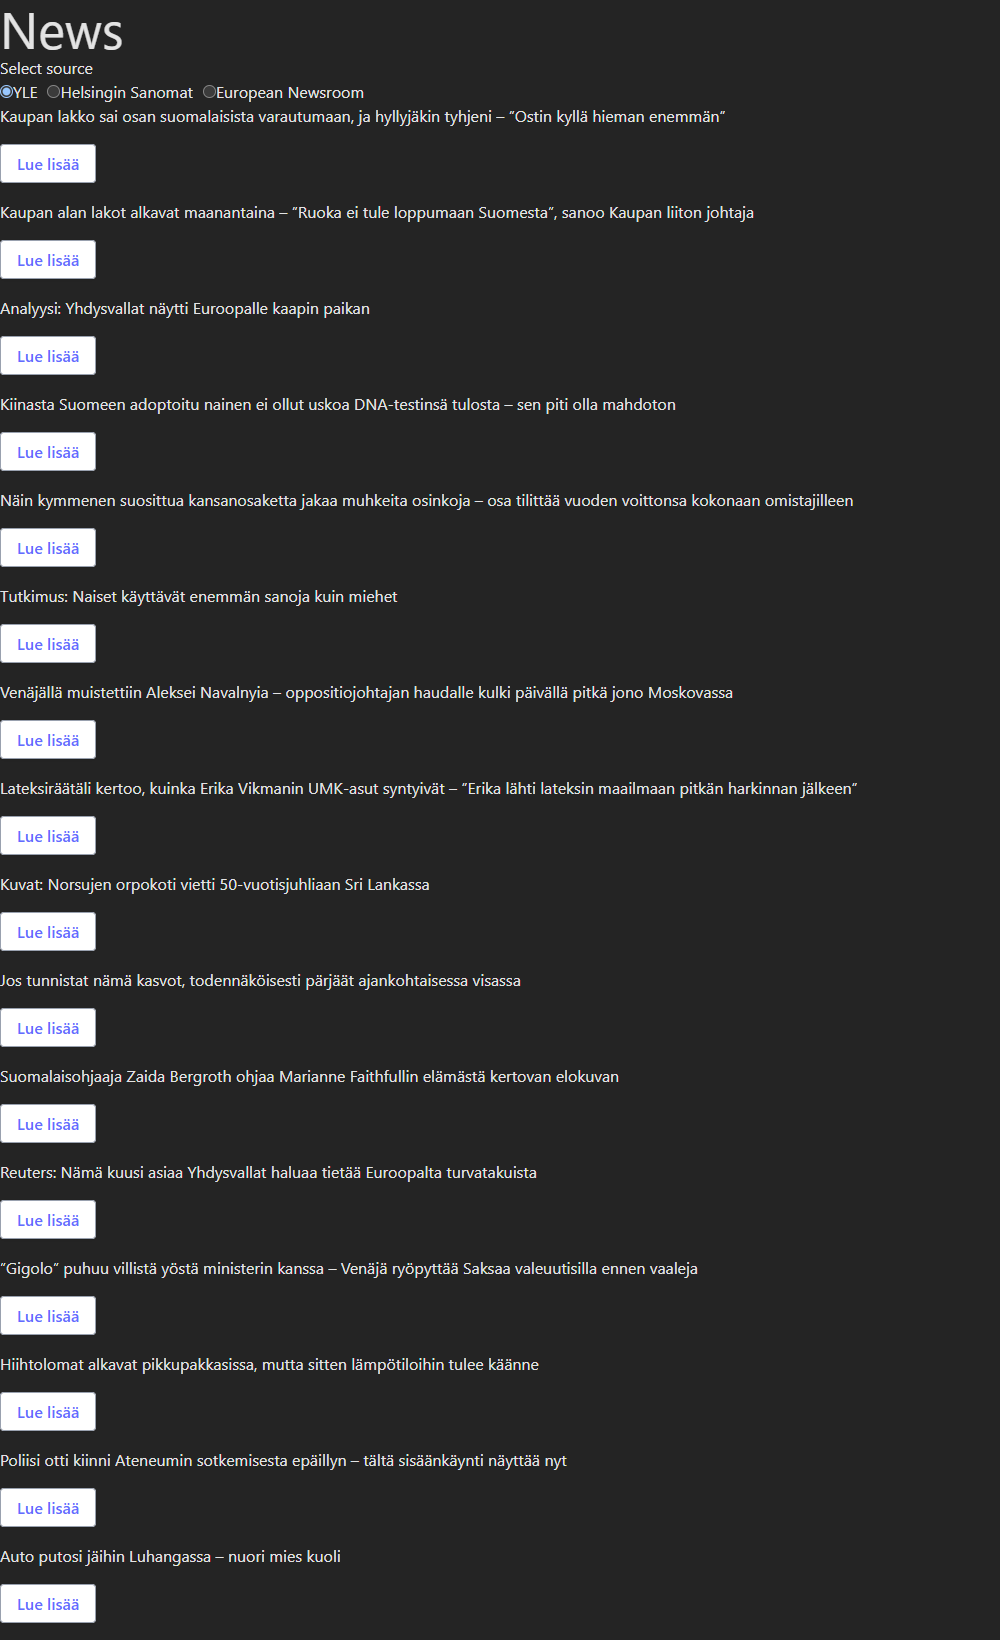 News
Select source
YLE Helsingin Sanomat European Newsroom
Kaupan lakko sai osan suomalaisista varautumaan, ja hyllyjäkin tyhjeni – ”Ostin kyllä hieman enemmän”
Lue lisää
Kaupan alan lakot alkavat maanantaina – ”Ruoka ei tule loppumaan Suomesta”, sanoo Kaupan liiton johtaja
Lue lisää
Analyysi: Yhdysvallat näytti Euroopalle kaapin paikan
Lue lisää
Kiinasta Suomeen adoptoitu nainen ei ollut uskoa DNA-testinsä tulosta – sen piti olla mahdoton
Lue lisää
Näin kymmenen suosittua kansanosaketta jakaa muhkeita osinkoja – osa tilittää vuoden voittonsa kokonaan omistajilleen
Lue lisää
Tutkimus: Naiset käyttävät enemmän sanoja kuin miehet
Lue lisää
Venäjällä muistettiin Aleksei Navalnyia – oppositiojohtajan haudalle kulki päivällä pitkä jono Moskovassa
Lue lisää
Lateksiräätäli kertoo, kuinka Erika Vikmanin UMK-asut syntyivät – ”Erika lähti lateksin maailmaan pitkän harkinnan jälkeen”
Lue lisää
Kuvat: Norsujen orpokoti vietti 50-vuotisjuhliaan Sri Lankassa
Lue lisää
Jos tunnistat nämä kasvot, todennäköisesti pärjäät ajankohtaisessa visassa
Lue lisää
Suomalaisohjaaja Zaida Bergroth ohjaa Marianne Faithfullin elämästä kertovan elokuvan
Lue lisää
Reuters: Nämä kuusi asiaa Yhdysvallat haluaa tietää Euroopalta turvatakuista
Lue lisää
”Gigolo” puhuu villistä yöstä ministerin kanssa – Venäjä ryöpyttää Saksaa valeuutisilla ennen vaaleja
Lue lisää
Hiihtolomat alkavat pikkupakkasissa, mutta sitten lämpötiloihin tulee käänne
Lue lisää
Poliisi otti kiinni Ateneumin sotkemisesta epäillyn – tältä sisäänkäynti näyttää nyt
Lue lisää
Auto putosi jäihin Luhangassa – nuori mies kuoli
Lue lisää